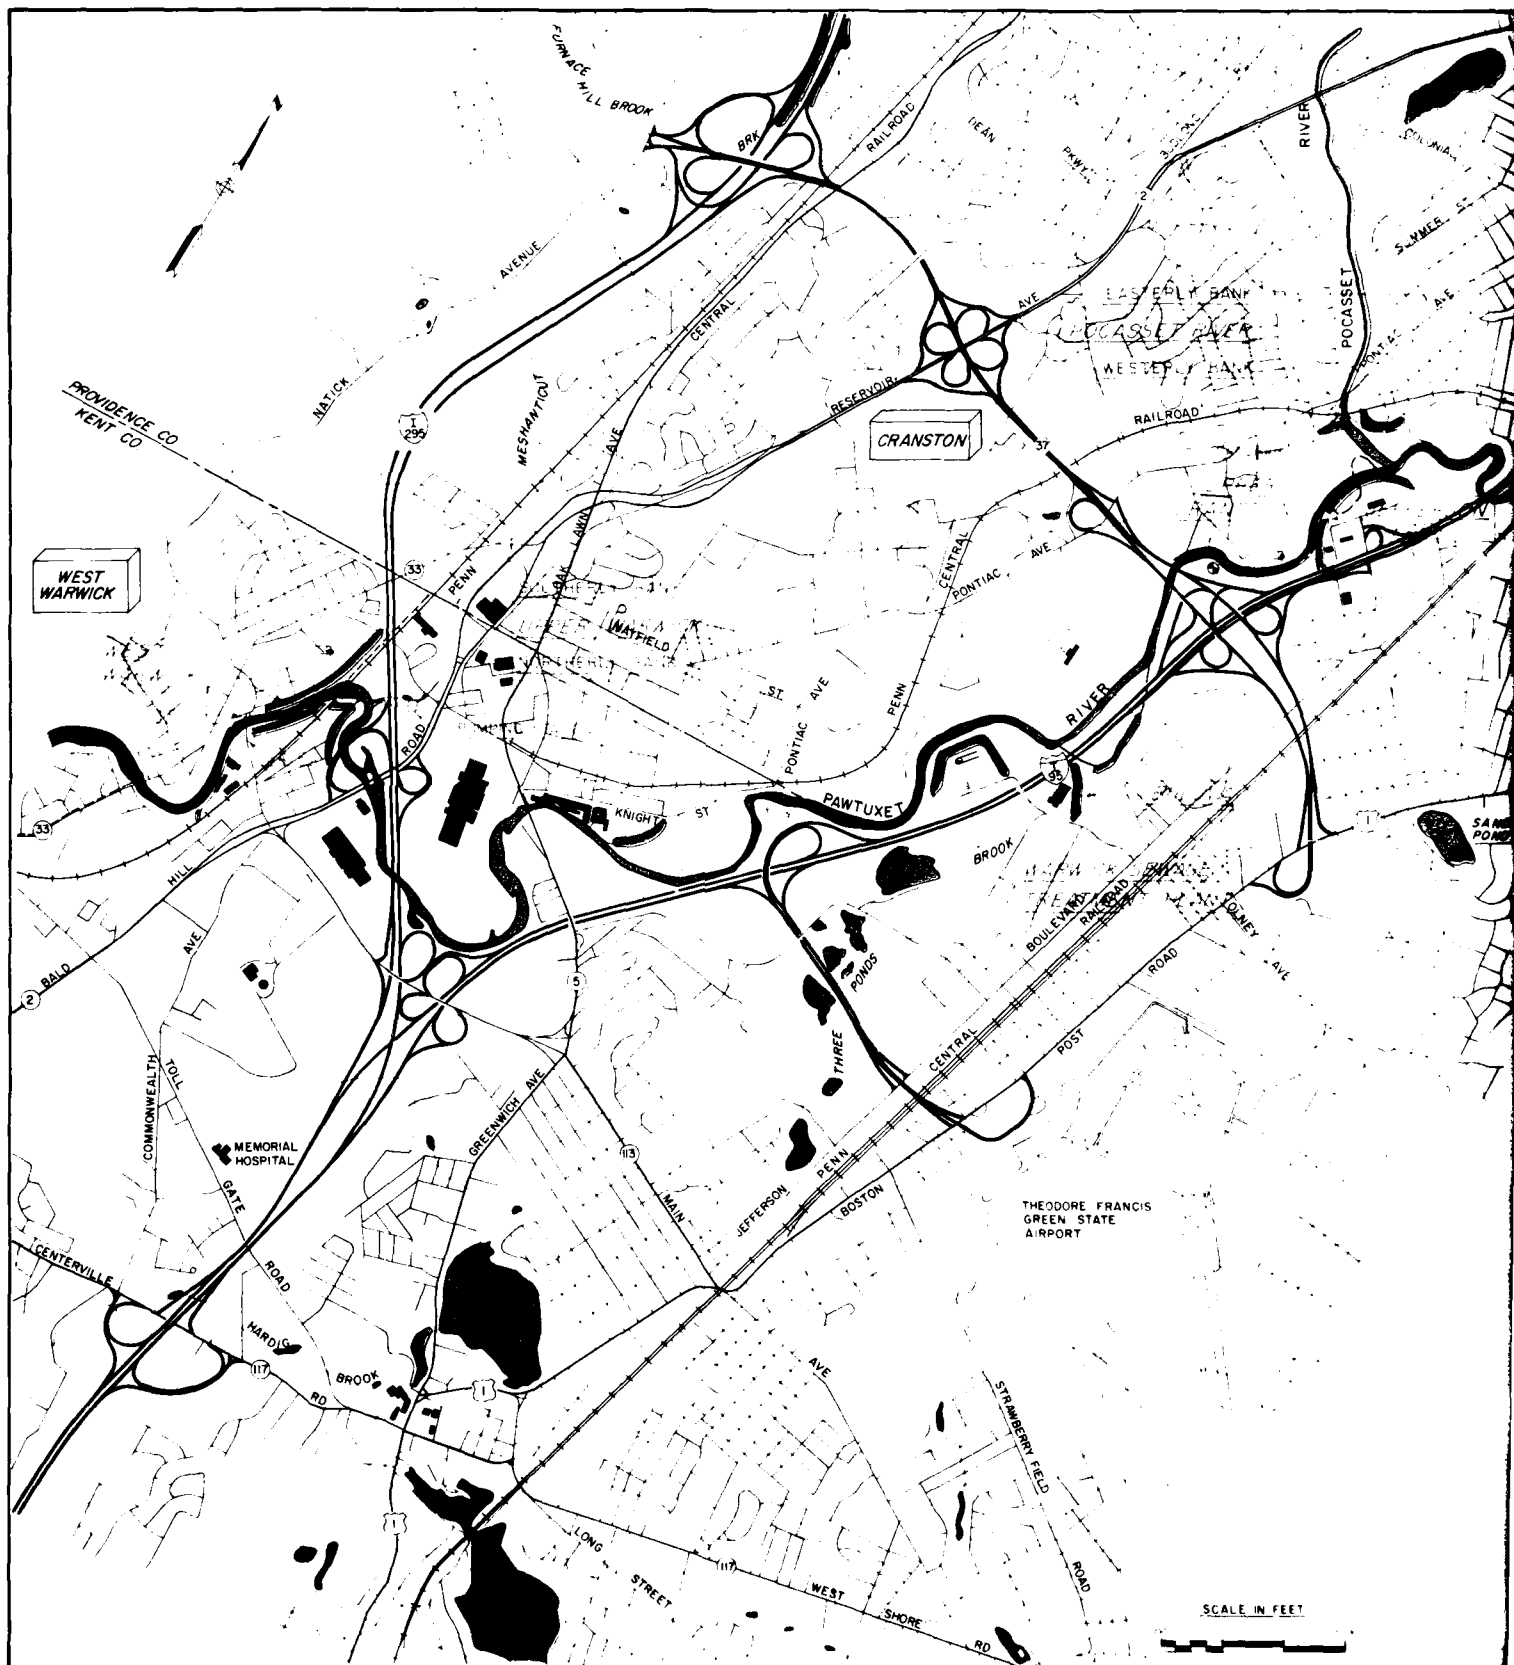 FURNACE HILL BROOK
BRK
RAILROAD
DEAN
PKWY
RIVER
COLONIAL
2
SUMMER ST
AVENUE
NATICK
CENTRAL
AVE
EASTERLY BANK
POCASSET RIVER
WESTERLY BANK
POCASSET
PONTIAC AVE
PROVIDENCE CO
KENT CO
I
295
MESHANTICUT
AVE
RESERVOIR
CRANSTON
37
RAILROAD
OAK LAWN
WEST
WARWICK
33
PENN
CENTRAL
PONTIAC AVE
MAYFIELD
ST
PONTIAC AVE
PENN
RIVER
ROAD
I
95
PAWTUXET
KNIGHT ST
33
HILL
BROOK
1
SAND
POND
BOULEVARD
RAILROAD
OLNEY
AVE
BALD
2
AVE
5
THREE
PONDS
ROAD
POST
CENTRAL
COMMONWEALTH
TOLL
GATE
ROAD
MEMORIAL
HOSPITAL
GREENWICH AVE
113
MAIN
JEFFERSON
PENN
BOSTON
THEODORE FRANCIS
GREEN STATE
AIRPORT
CENTERVILLE
HARDIG
BROOK
117
RD
1
AVE
STRAWBERRY FIELD
ROAD
1
LONG
STREET
117
WEST
SHORE
RD
SCALE IN FEET